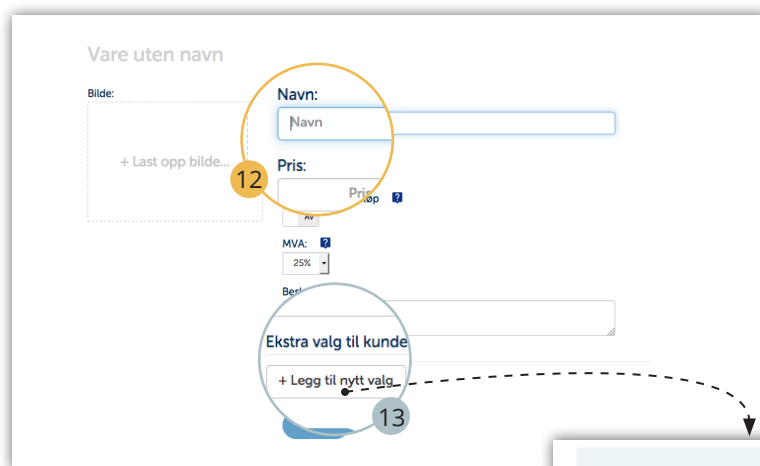 Vare uten navn
Bilde:
+ Last opp bilde...
Navn:
Navn
12
Pris:
Pris
?
AV
MVA: ?
25%
Ekstra valg til kunde
+ Legg til nytt valg
13